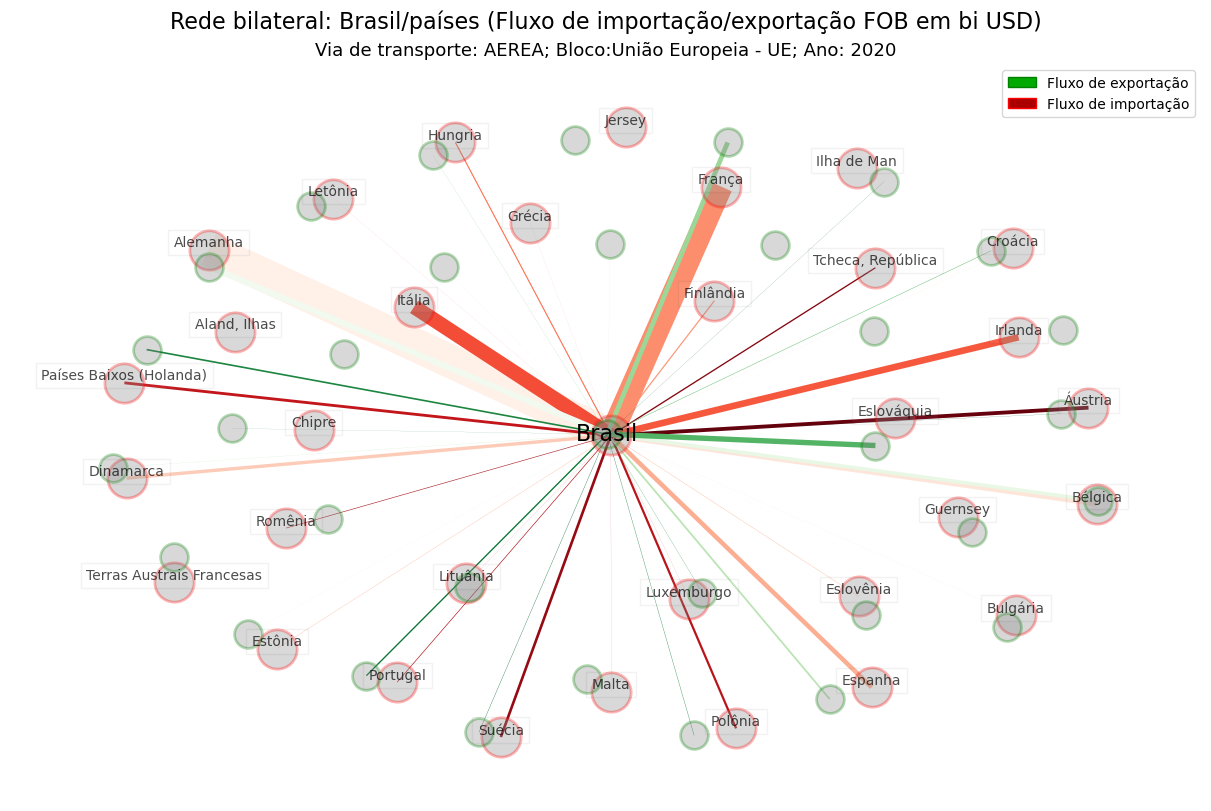 Rede bilateral: Brasil/países (Fluxo de importação/exportação FOB em bi USD)
Via de transporte: AEREA; Bloco:União Europeia - UE; Ano: 2020
Fluxo de exportação
Fluxo de importação
Jersey
Hungria
Ilha de Man
França
Letônia
Grécia
Alemanha
Croácia
Tcheca, República
Finlândia
Itália
Aland, Ilhas
Irlanda
Países Baixos (Holanda)
Áustria
Eslováquia
Chipre
Brasil
Dinamarca
Bélgica
Guernsey
Romênia
Terras Austrais Francesas
Lituânia
Luxemburgo
Eslovênia
Bulgária
Estônia
Portugal
Malta
Espanha
Suécia
Polônia